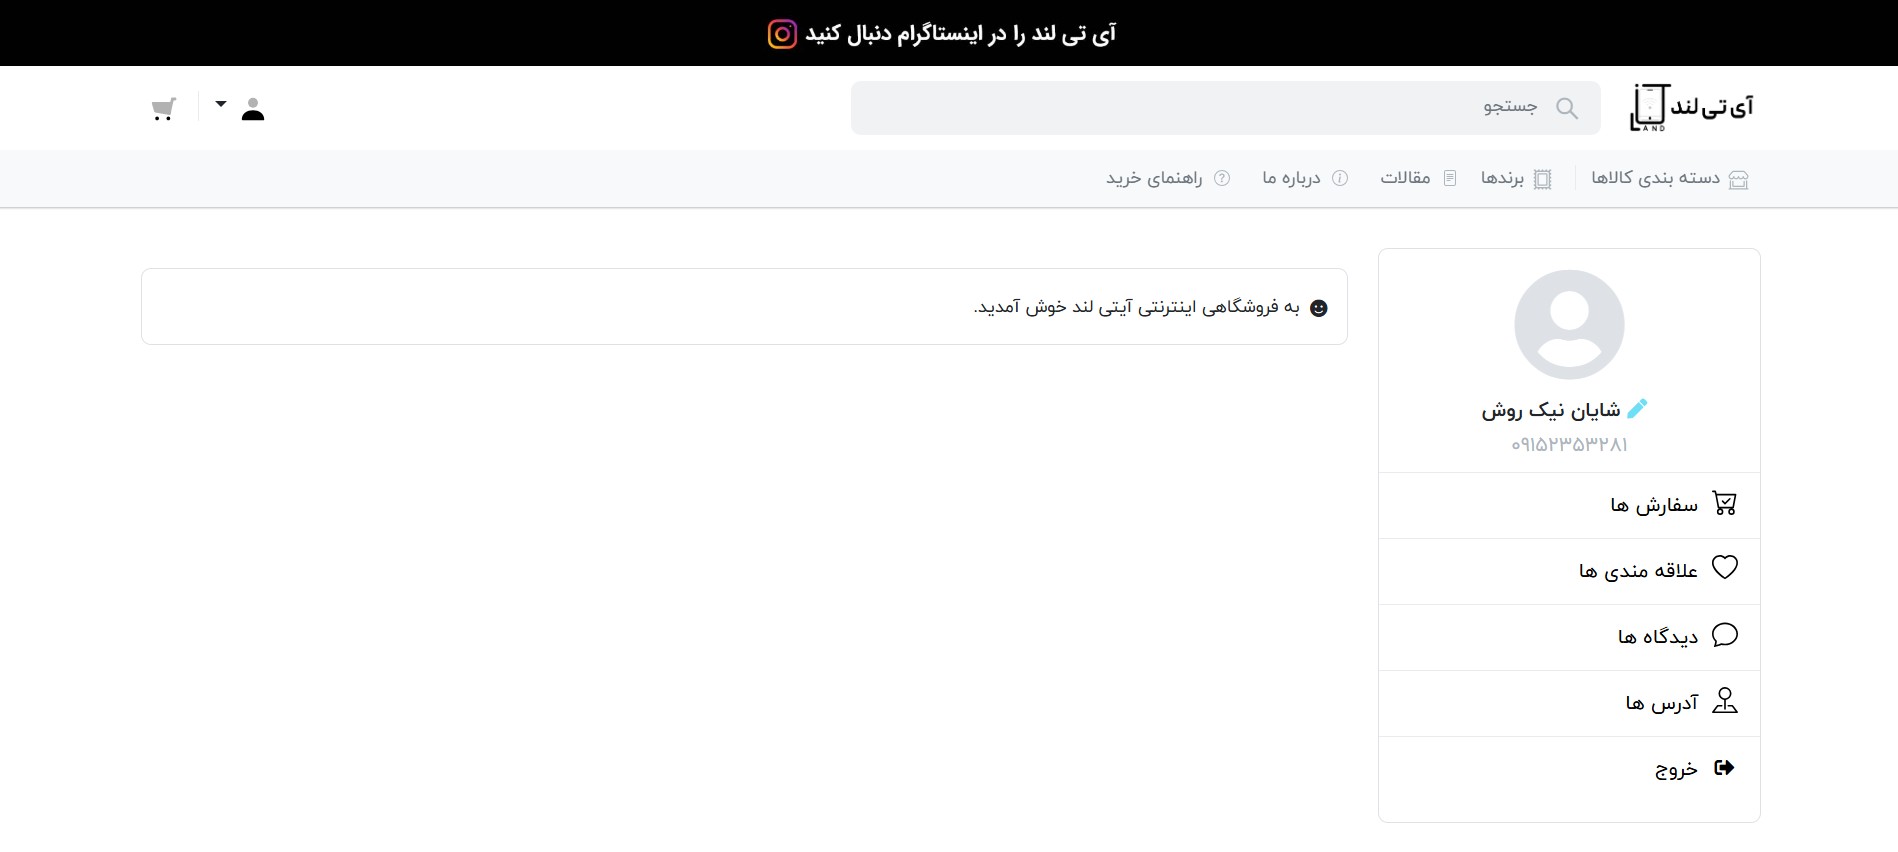 آی تی لند را در اینستاگرام دنبال کنید
آی تی لند
LAND
جستجو
دسته بندی کالاها
برندها
مقالات
درباره ما
راهنمای خرید
شایان نیک روش
۰۹۱۵۲۳۵۳۲۸۱
سفارش ها
علاقه مندی ها
دیدگاه ها
آدرس ها
خروج
به فروشگاهی اینترنتی آیتی لند خوش آمدید.